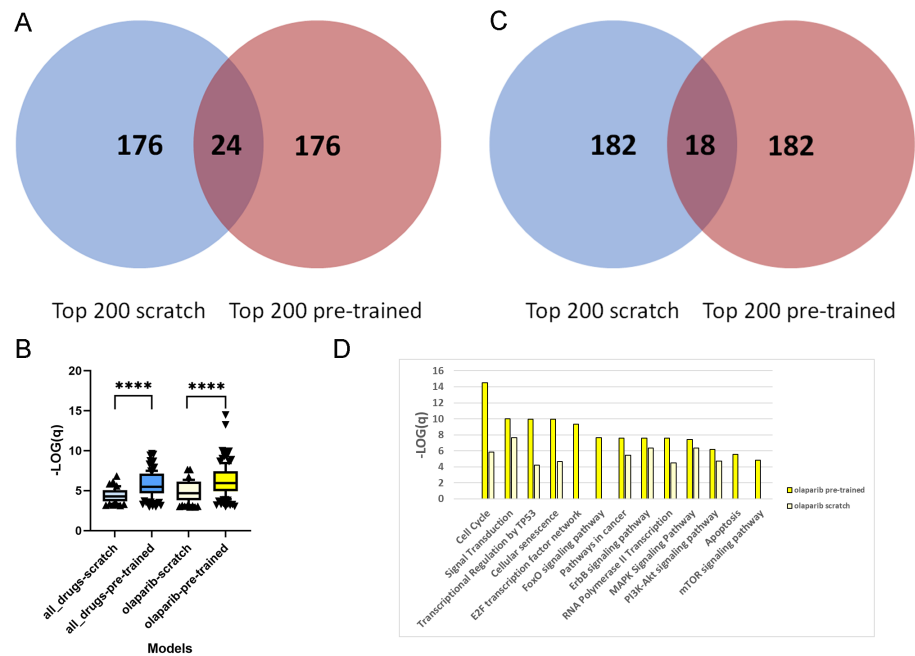 A
176
24
176
Top 200 scratch
Top 200 pre-trained
C
182
18
182
Top 200 scratch
Top 200 pre-trained
B
-LOG(q)
20
15
10
5
0
****
****
all_drugs-scratch
all_drugs-pre-trained
olaparib-scratch
olaparib-pre-trained
Models
D
-LOG(q)
16
14
12
10
8
6
4
2
0
Cell Cycle
Signal Transduction
Transcriptional Regulation by TP53
Cellular senescence
E2F transcription factor network
FoxO signaling pathway
Pathways in cancer
ErbB signaling pathway
RNA Polymerase II Transcription
MAPK Signaling Pathway
PI3K-Akt signaling pathway
Apoptosis
mTOR signaling pathway
olaparib pre-trained
olaparib scratch